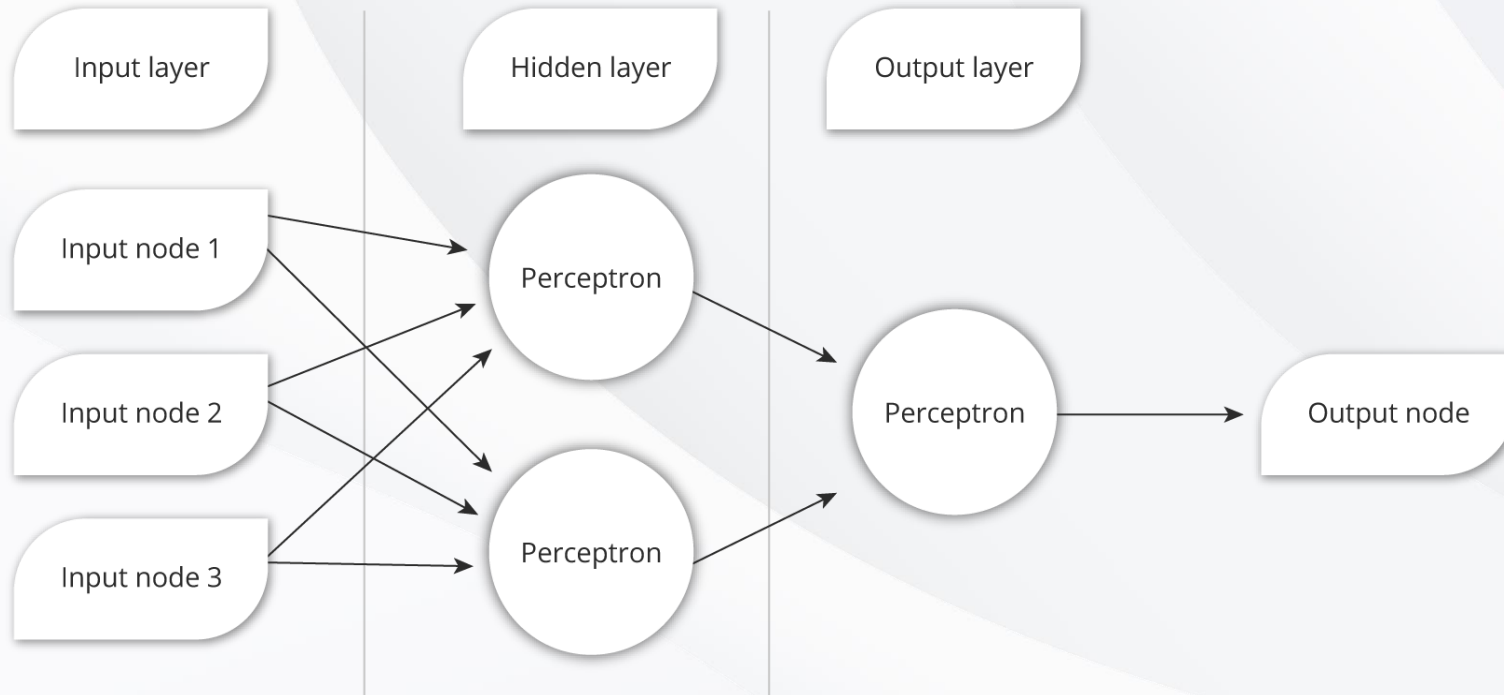 Input layer
Hidden layer
Output layer
Input node 1
Perceptron
Input node 2
Perceptron
Output node
Perceptron
Input node 3